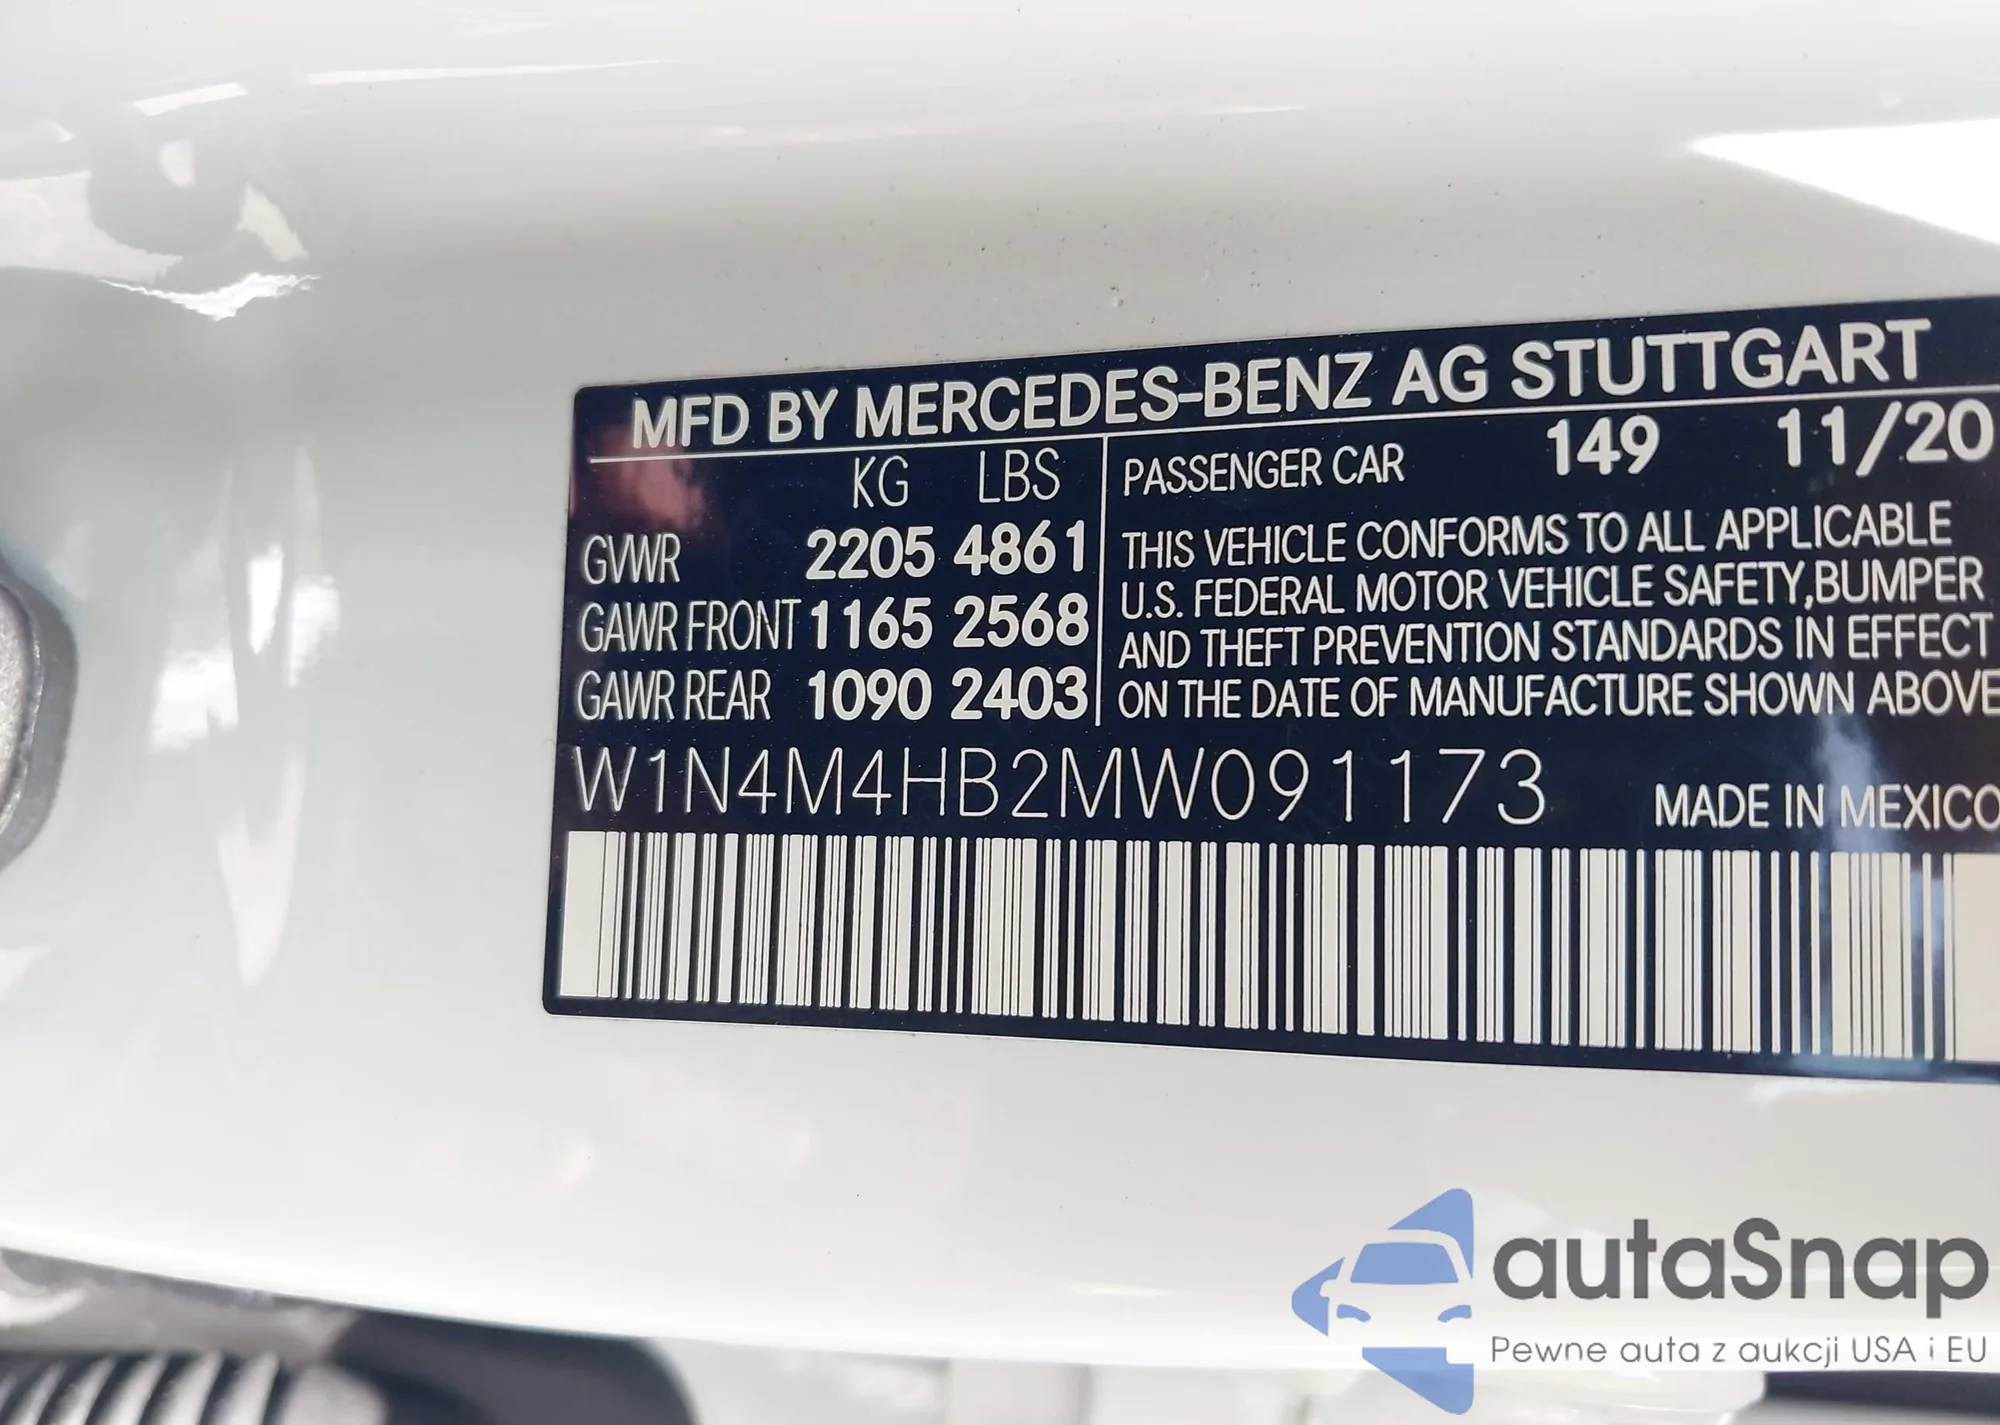 MFD BY MERCEDES-BENZ AG STUTTGART
KG LBS
GVWR 2205 4861
GAWR FRONT 1165 2568
GAWR REAR 1090 2403
PASSENGER CAR 149 11/20
THIS VEHICLE CONFORMS TO ALL APPLICABLE
U.S. FEDERAL MOTOR VEHICLE SAFETY,BUMPER
AND THEFT PREVENTION STANDARDS IN EFFECT
ON THE DATE OF MANUFACTURE SHOWN ABOVE
W1N4M4HB2MW091173
MADE IN MEXICO
autaSnap
Pewne auta z aukcji USA i EU